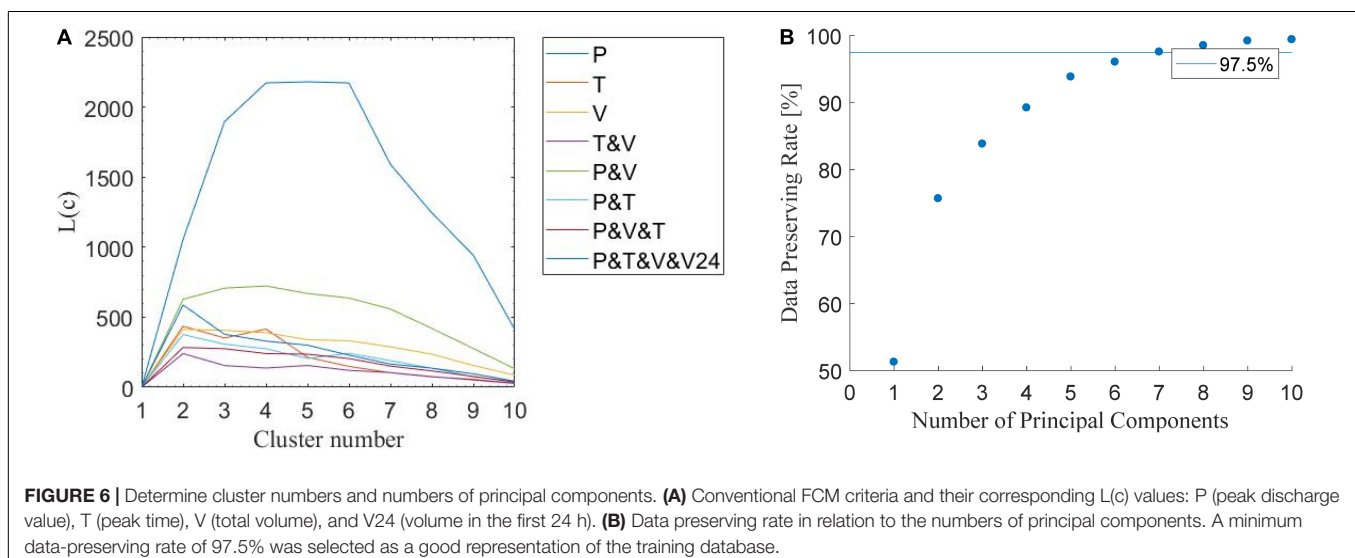 A
2500
2000
1500
1000
500
0
L(c)
1 2 3 4 5 6 7 8 9 10
Cluster number
P
T
V
T&V
P&V
P&T
P&V&T
P&T&V&V24
B
100
90
80
70
60
50
Data Preserving Rate [%]
97.5%
0 1 2 3 4 5 6 7 8 9 10
Number of Principal Components
FIGURE 6 | Determine cluster numbers and numbers of principal components. (A) Conventional FCM criteria and their corresponding L(c) values: P (peak discharge
value), T (peak time), V (total volume), and V24 (volume in the first 24 h). (B) Data preserving rate in relation to the numbers of principal components. A minimum
data-preserving rate of 97.5% was selected as a good representation of the training database.